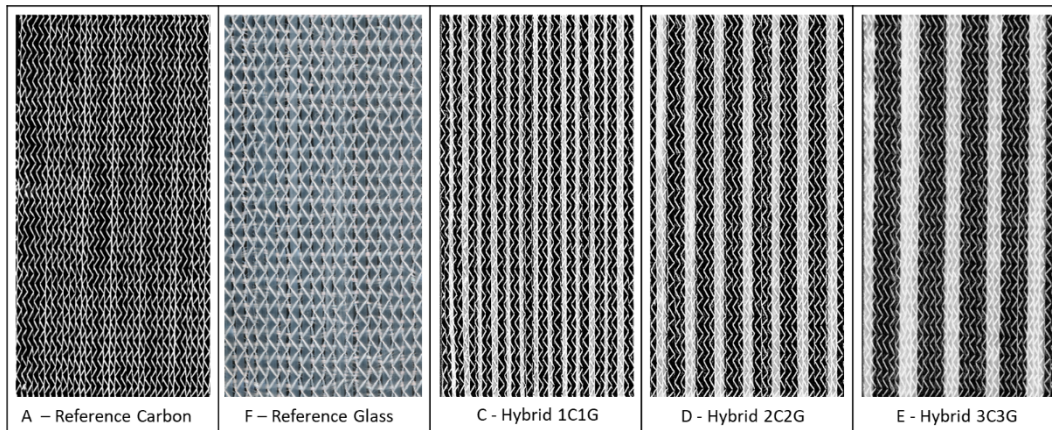 A – Reference Carbon
F – Reference Glass
C - Hybrid 1C1G
D - Hybrid 2C2G
E - Hybrid 3C3G